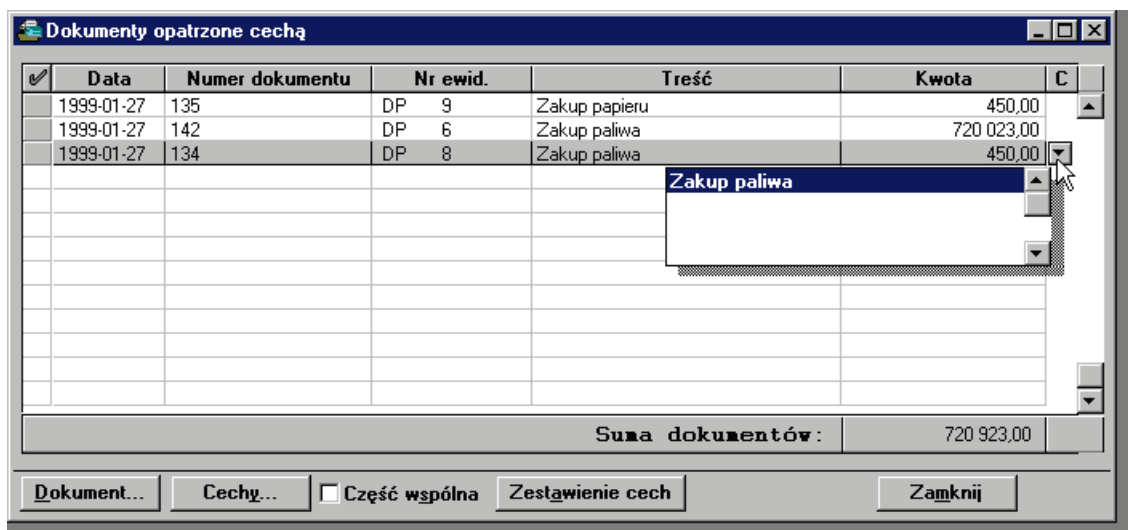 Dokumenty opatrzone cechą
Data Numer dokumentu Nr ewid. Treść Kwota C
1999-01-27 135 DP 9 Zakup papieru 450,00
1999-01-27 142 DP 6 Zakup paliwa 720 023,00
1999-01-27 134 DP 8 Zakup paliwa 450,00
Zakup paliwa
Suma dokumentów: 720 923,00
Dokument... Cechy... Część wspólna Zestawienie cech Zamknij